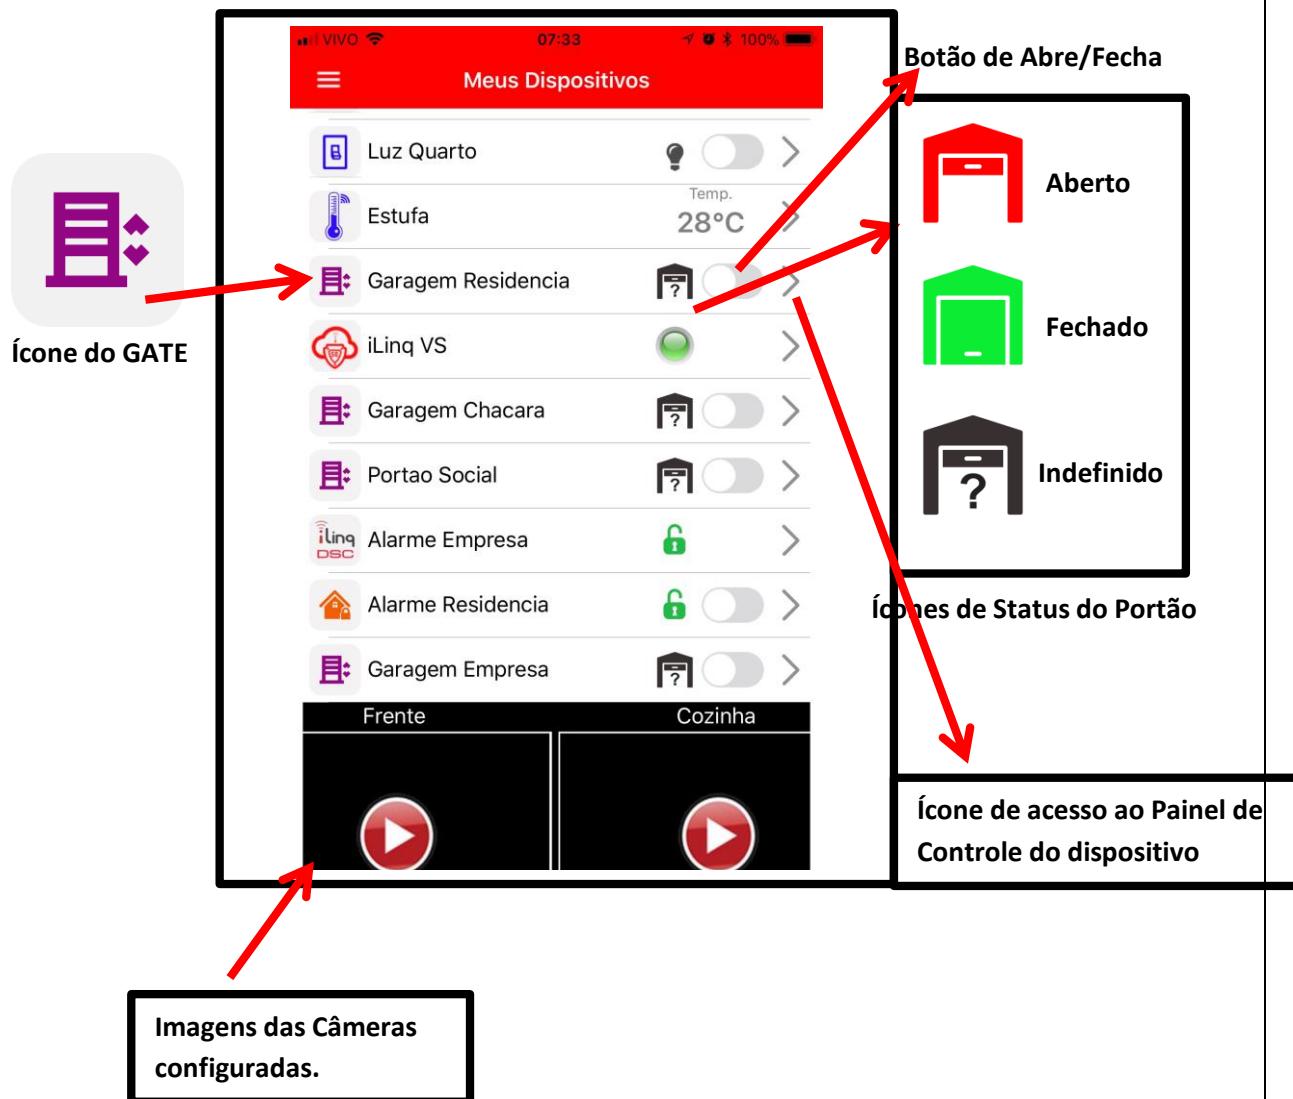 VIVO 07:33 100%
Meus Dispositivos
Botão de Abre/Fecha
Luz Quarto
Aberto
Temp.
Estufa 28°C
Garagem Residencia ?
Fechado
iLinq VS
Ícone do GATE
Garagem Chacara ?
Portao Social ?
? Indefinido
iLinq
DSC
Alarme Empresa
Alarme Residencia
Ícones de Status do Portão
Garagem Empresa ?
Frente Cozinha
Ícone de acesso ao Painel de
Controle do dispositivo
Imagens das Câmeras
configuradas.